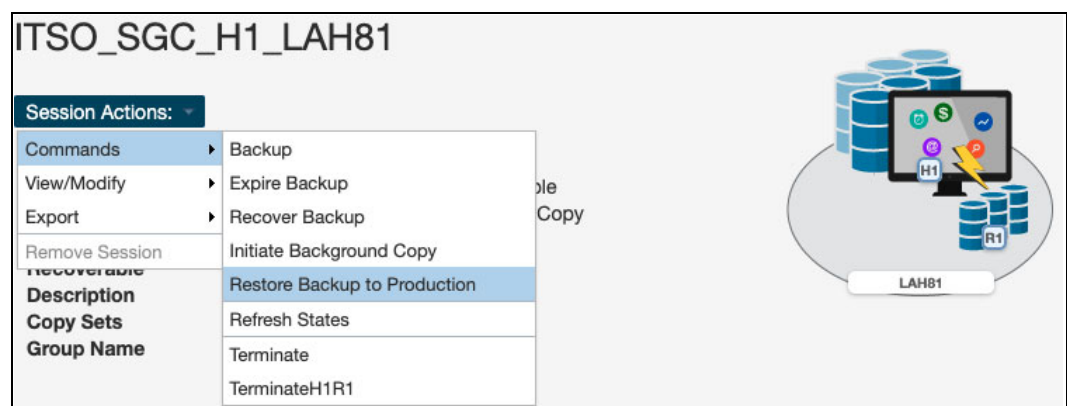 ITSO_SGC_H1_LAH81
Session Actions:
Commands
Backup
View/Modify
Expire Backup
Export
Recover Backup
Copy
Remove Session
Initiate Background Copy
Recoverable
Restore Backup to Production
Description
Copy Sets
Refresh States
Group Name
Terminate
TerminateH1R1
$
@
H1
R1
LAH81